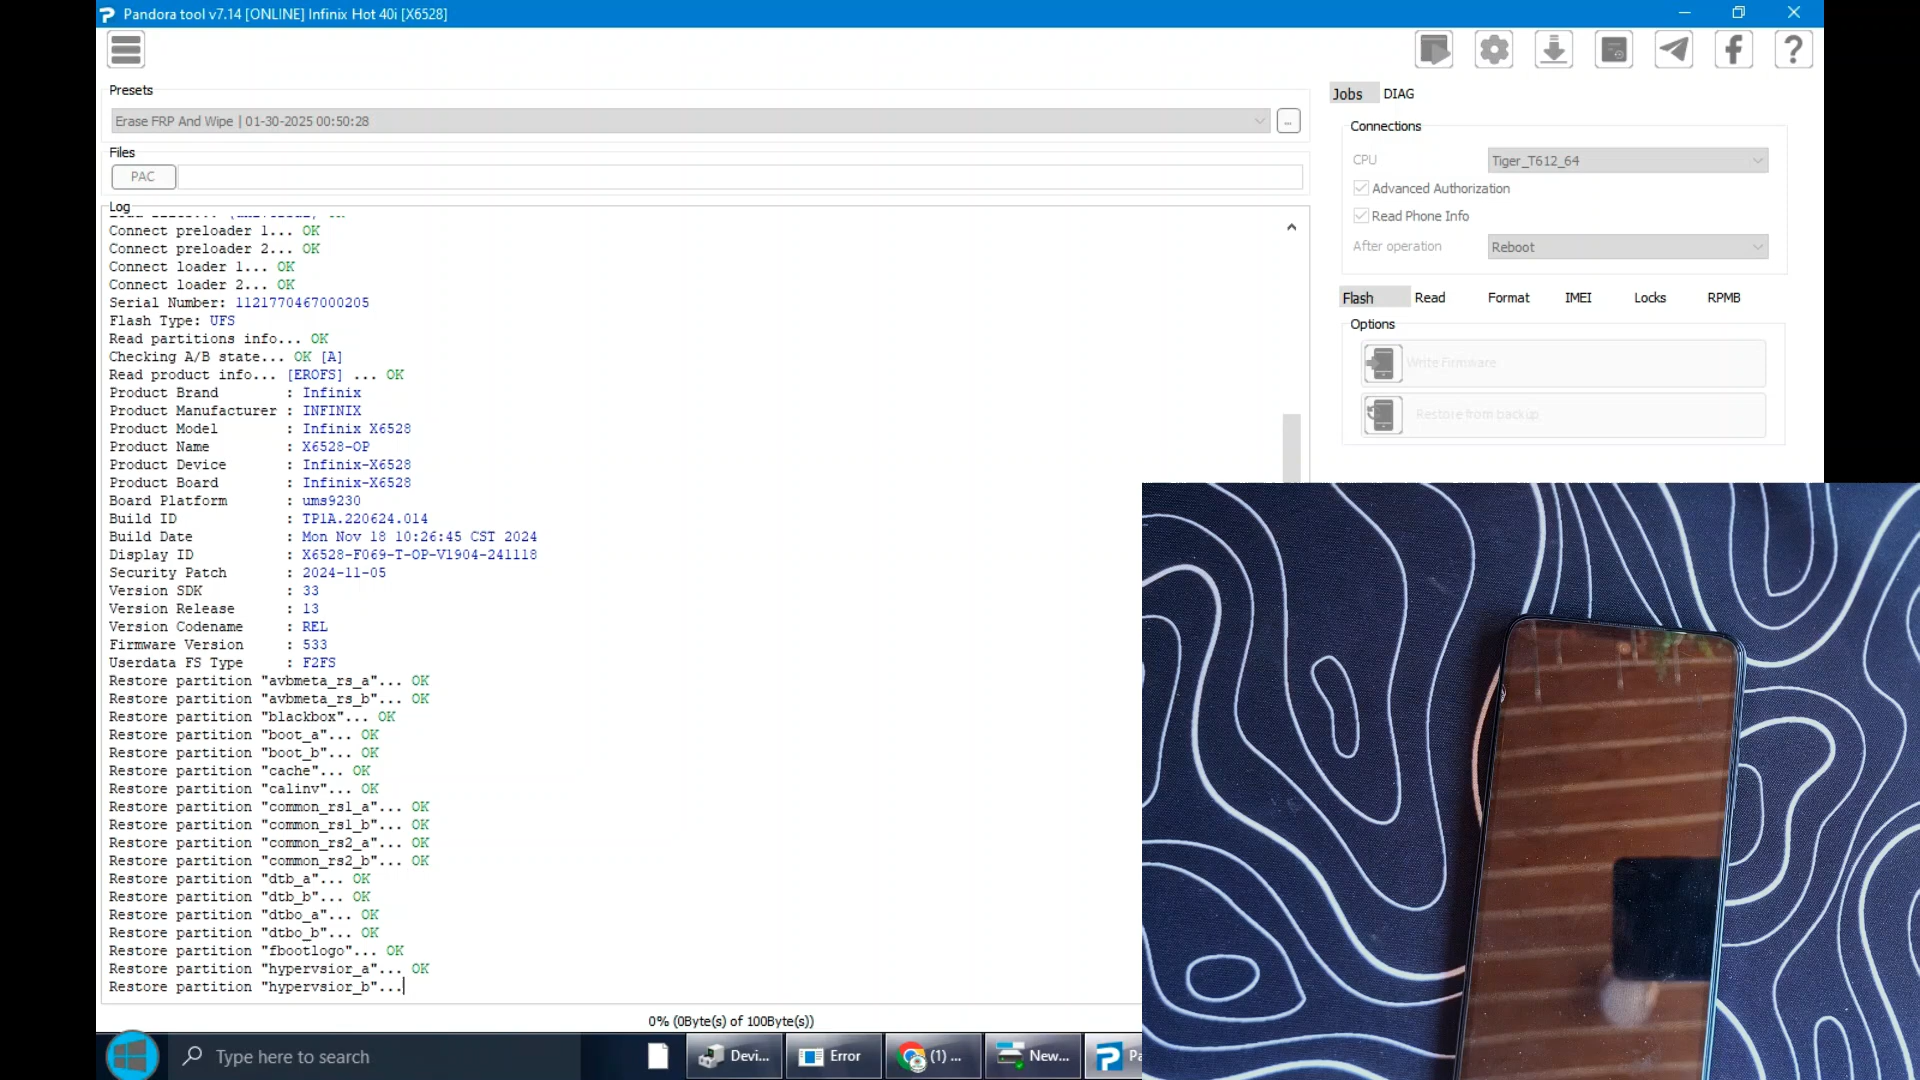 Pandora tool v7.14 [ONLINE] Infinix Hot 40i [X6528]
Presets
Erase FRP And Wipe | 01-30-2025 00:50:28
...
Files
PAC
Log
Connect preloader 1... OK
Connect preloader 2... OK
Connect loader 1... OK
Connect loader 2... OK
Serial Number: 1121770467000205
Flash Type: UFS
Read partitions info... OK
Checking A/B state... OK [A]
Read product info... [EROFS] ... OK
Product Brand : Infinix
Product Manufacturer : INFINIX
Product Model : Infinix X6528
Product Name : X6528-OP
Product Device : Infinix-X6528
Product Board : Infinix-X6528
Board Platform : ums9230
Build ID : TP1A.220624.014
Build Date : Mon Nov 18 10:26:45 CST 2024
Display ID : X6528-F069-T-OP-V1904-241118
Security Patch : 2024-11-05
Version SDK : 33
Version Release : 13
Version Codename : REL
Firmware Version : 533
Userdata FS Type : F2FS
Restore partition "avbmeta_rs_a"... OK
Restore partition "avbmeta_rs_b"... OK
Restore partition "blackbox"... OK
Restore partition "boot_a"... OK
Restore partition "boot_b"... OK
Restore partition "cache"... OK
Restore partition "calinv"... OK
Restore partition "common_rs1_a"... OK
Restore partition "common_rs1_b"... OK
Restore partition "common_rs2_a"... OK
Restore partition "common_rs2_b"... OK
Restore partition "dtb_a"... OK
Restore partition "dtb_b"... OK
Restore partition "dtbo_a"... OK
Restore partition "dtbo_b"... OK
Restore partition "fbootlogo"... OK
Restore partition "hypervsior_a"... OK
Restore partition "hypervsior_b"...
0% (0Byte(s) of 100Byte(s))
Jobs DIAG
Connections
CPU Tiger_T612_64
Advanced Authorization
Read Phone Info
After operation Reboot
Flash Read Format IMEI Locks RPMB
Options
Write Firmware
Restore from backup
Type here to search
Devi...
Error
(1) ...
New...
Pa